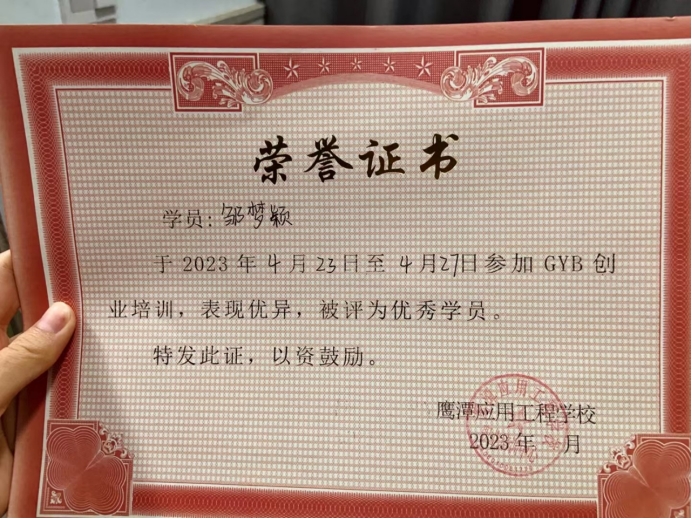 荣誉证书
学员:邹梦颖
于 2023 年 4 月 23 日至 4 月 27 日参加 GYB 创
业培训，表现优异，被评为优秀学员。
特发此证，以资鼓励。
鹰潭应用工程学校
2023 年 月